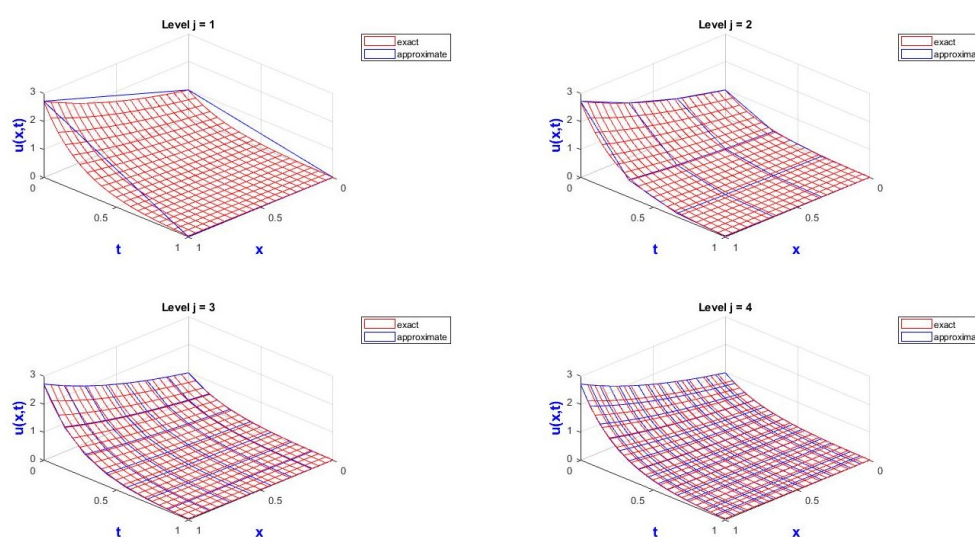 Level j = 1
exact
approximate
3
2
1
0
u(x,t)
0
0.5
1
t
1
0.5
0
x
Level j = 2
exact
approximate
3
2
1
0
u(x,t)
0
0.5
1
t
1
0.5
0
x
Level j = 3
exact
approximate
3
2
1
0
u(x,t)
0
0.5
1
t
1
0.5
0
x
Level j = 4
exact
approximate
3
2
1
0
u(x,t)
0
0.5
1
t
1
0.5
0
x